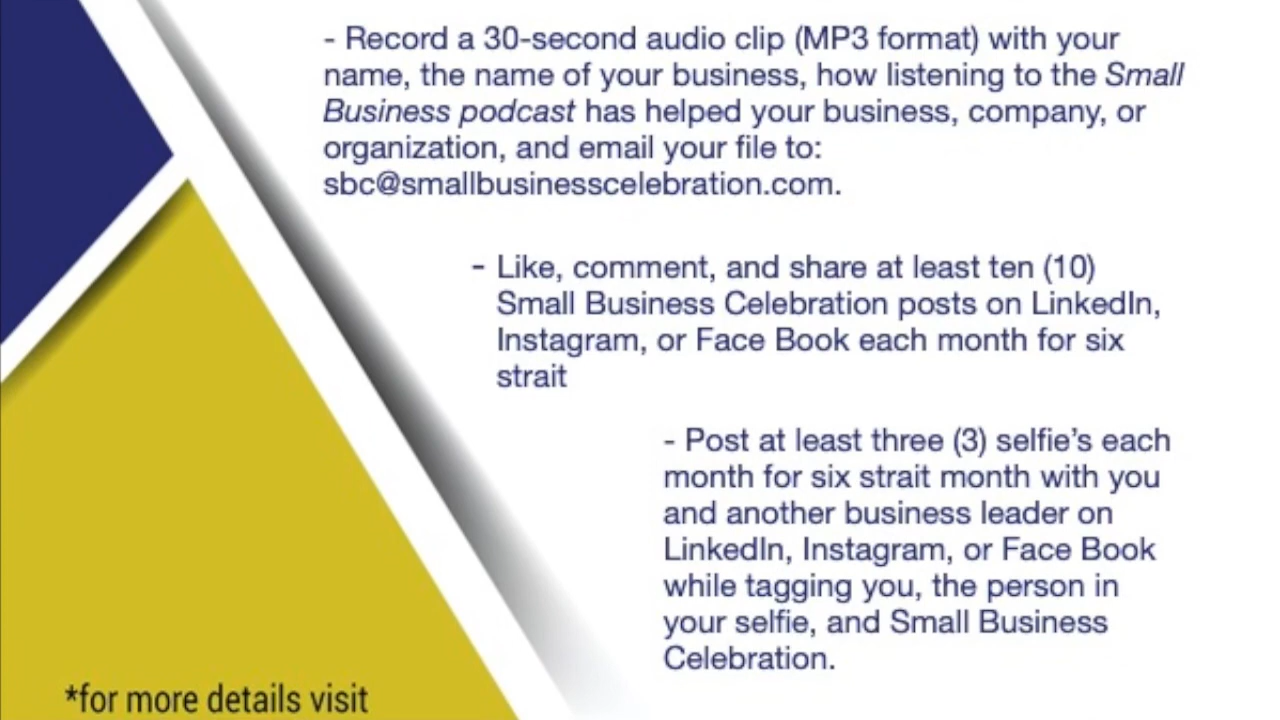 - Record a 30-second audio clip (MP3 format) with your
name, the name of your business, how listening to the Small
Business podcast has helped your business, company, or
organization, and email your file to:
sbc@smallbusinesscelebration.com.
- Like, comment, and share at least ten (10)
Small Business Celebration posts on LinkedIn,
Instagram, or Face Book each month for six
strait
- Post at least three (3) selfie’s each
month for six strait month with you
and another business leader on
LinkedIn, Instagram, or Face Book
while tagging you, the person in
your selfie, and Small Business
Celebration.
*for more details visit